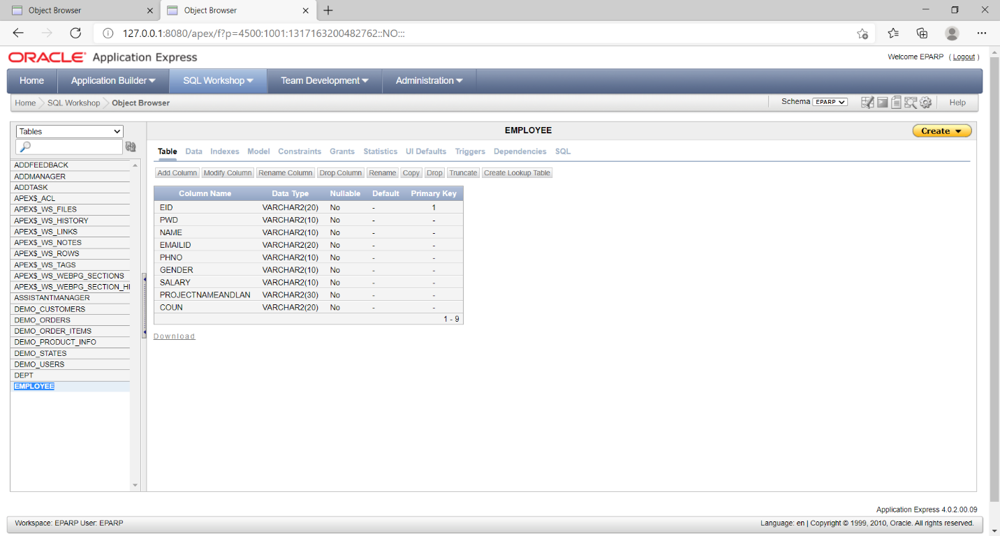 Object Browser
Object Browser
127.0.0.1:8080/apex/f?p=4500:1001:1317163200482762::NO:::
ORACLE Application Express
Welcome EPARP ( Logout )
Home Application Builder SQL Workshop Team Development Administration
Home SQL Workshop Object Browser
Schema EPARP Help
Tables
EMPLOYEE
Create
ADDFEEDBACK
ADDMANAGER
ADDTASK
APEX$_ACL
APEX$_WS_FILES
APEX$_WS_HISTORY
APEX$_WS_LINKS
APEX$_WS_NOTES
APEX$_WS_ROWS
APEX$_WS_TAGS
APEX$_WS_WEBPG_SECTIONS
APEX$_WS_WEBPG_SECTION_HI
ASSISTANTMANAGER
DEMO_CUSTOMERS
DEMO_ORDERS
DEMO_ORDER_ITEMS
DEMO_PRODUCT_INFO
DEMO_STATES
DEMO_USERS
DEPT
EMPLOYEE
Table Data Indexes Model Constraints Grants Statistics UI Defaults Triggers Dependencies SQL
Add Column Modify Column Rename Column Drop Column Rename Copy Drop Truncate Create Lookup Table
Column Name Data Type Nullable Default Primary Key
EID VARCHAR2(20) No - 1
PWD VARCHAR2(10) No - -
NAME VARCHAR2(10) No - -
EMAILID VARCHAR2(20) No - -
PHNO VARCHAR2(10) No - -
GENDER VARCHAR2(10) No - -
SALARY VARCHAR2(10) No - -
PROJECTNAMEANDLAN VARCHAR2(30) No - -
COUN VARCHAR2(20) No - -
1 - 9
Download
Application Express 4.0.2.00.09
Workspace: EPARP User: EPARP
Language: en | Copyright © 1999, 2010, Oracle. All rights reserved.